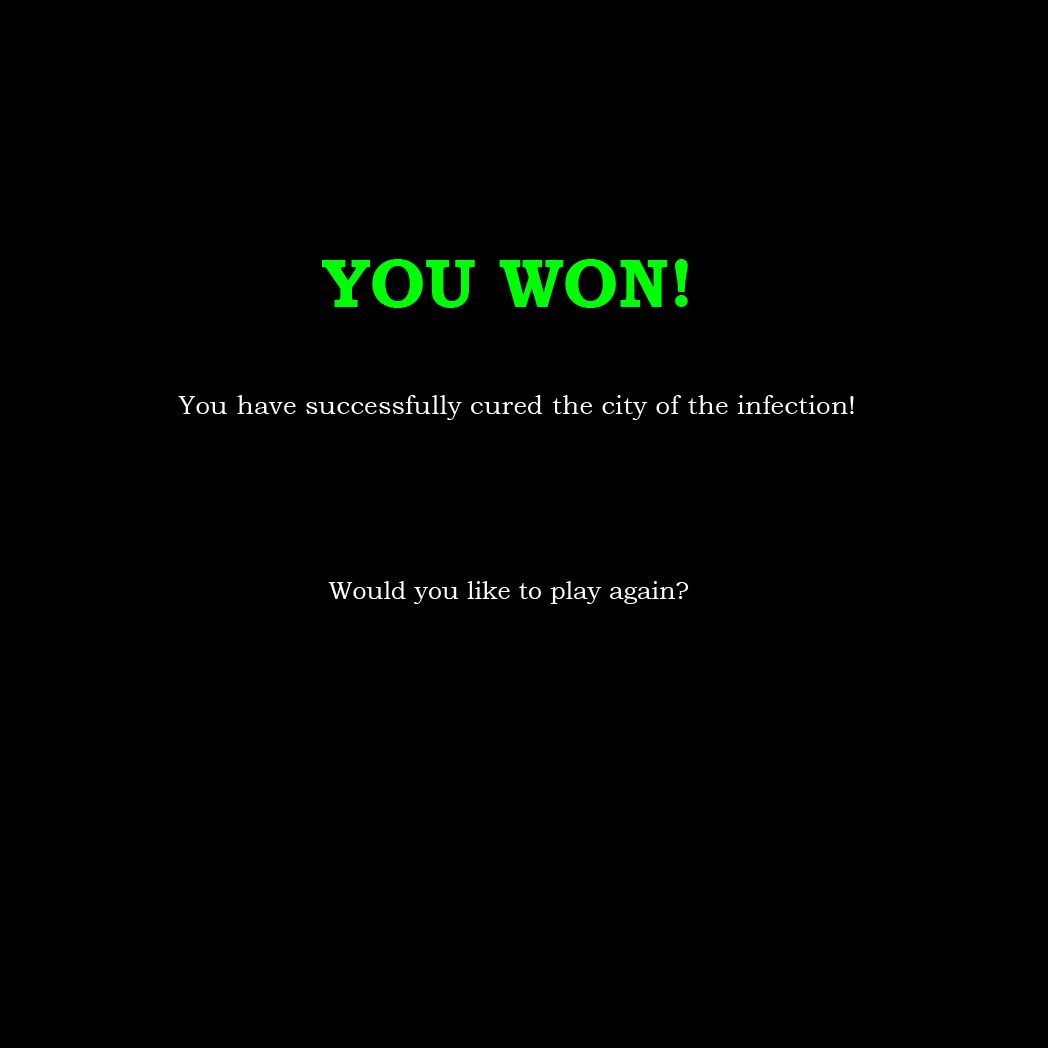 YOU WON!
You have successfully cured the city of the infection!
Would you like to play again?